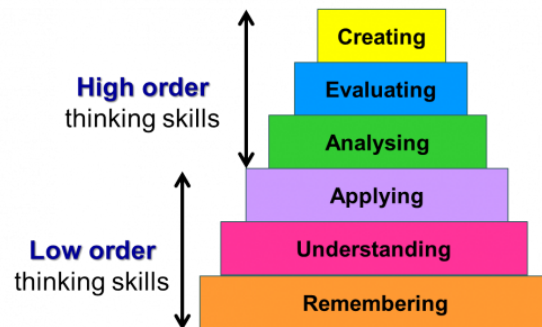 Creating
Evaluating
Analysing
Applying
Understanding
Remembering
High order
thinking skills
Low order
thinking skills